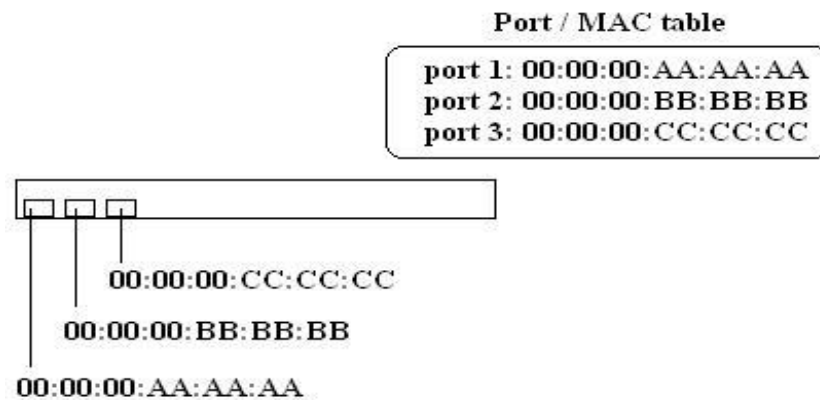 Port / MAC table
port 1: 00:00:00:AA:AA:AA
port 2: 00:00:00:BB:BB:BB
port 3: 00:00:00:CC:CC:CC
00:00:00:CC:CC:CC
00:00:00:BB:BB:BB
00:00:00:AA:AA:AA